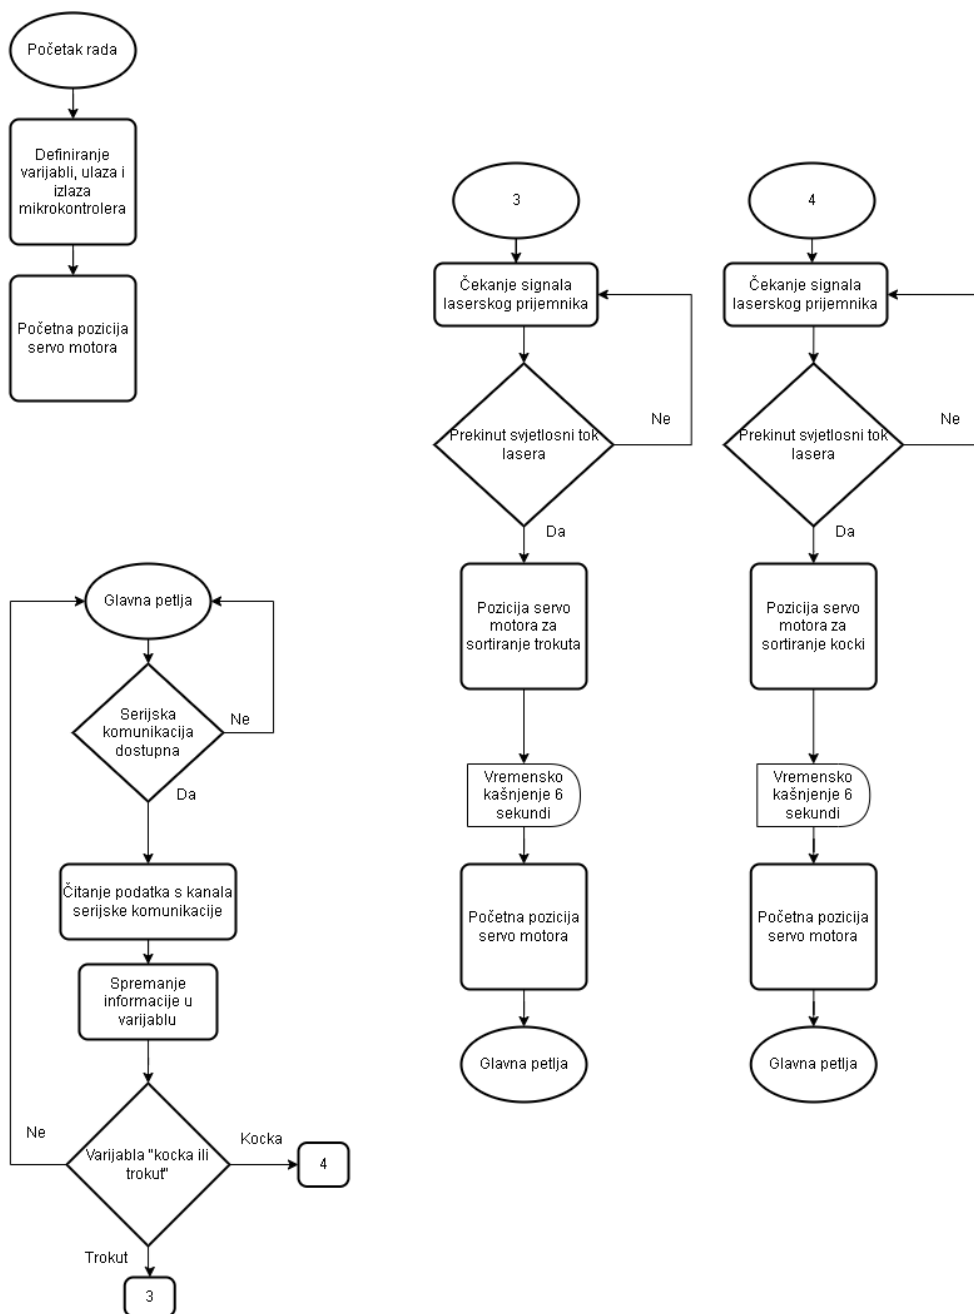 Početak rada
Definiranje
varijabli, ulaza i
izlaza
mikrokontrolera
Početna pozicija
servo motora
Glavna petlja
Serijska
komunikacija
dostupna
Ne
Da
Čitanje podatka s kanala
serijske komunikacije
Spremanje
informacije u
varijablu
Ne
Varijabla "kocka ili
trokut"
Kocka
4
Trokut
3
3
Čekanje signala
laserskog prijemnika
Prekinut svjetlosni tok
lasera
Ne
Da
Pozicija servo
motora za
sortiranje trokuta
Vremensko
kašnjenje 6
sekundi
Početna pozicija
servo motora
Glavna petlja
4
Čekanje signala
laserskog prijemnika
Prekinut svjetlosni tok
lasera
Ne
Da
Pozicija servo
motora za
sortiranje kocki
Vremensko
kašnjenje 6
sekundi
Početna pozicija
servo motora
Glavna petlja